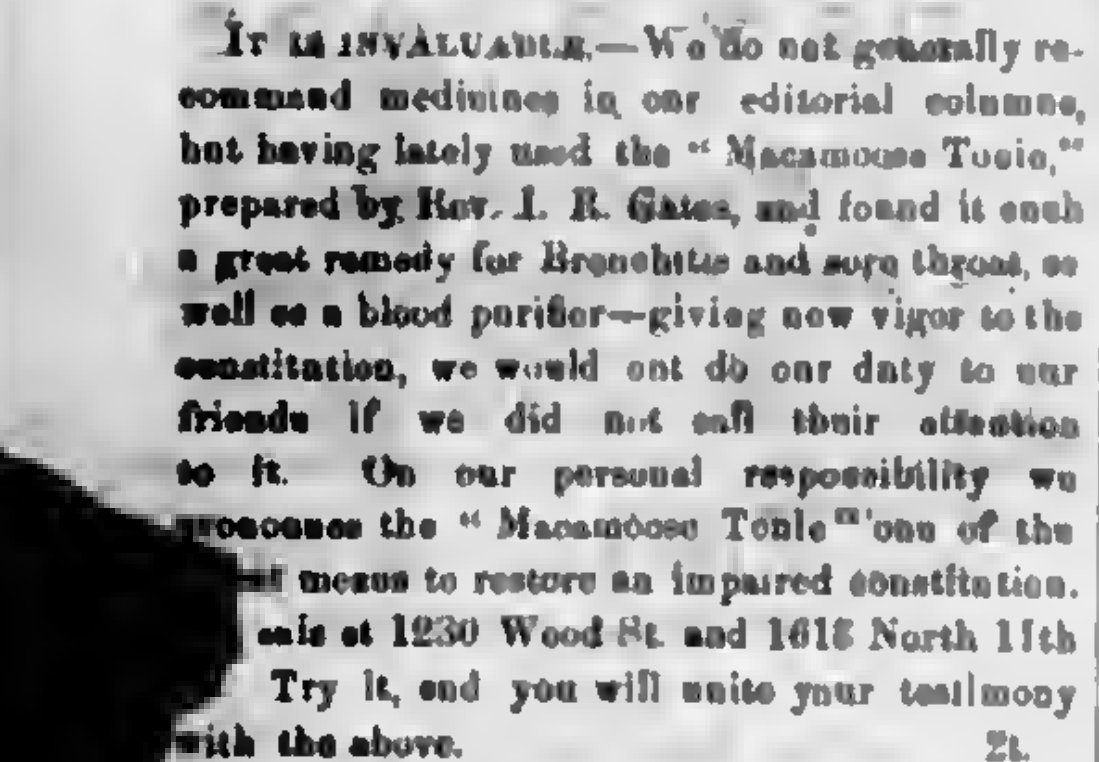 IT IS INVALUABLE.—We do not generally re-
commend medicines in our editorial columns,
but having lately used the "Macamoose Tonic,"
prepared by Rev. I. R. Gates, and found it such
a great remedy for Bronchitis and sore throat, as
well as a blood purifier—giving new vigor to the
constitution, we would not do our duty to our
friends if we did not call their attention
to it. On our personal responsibility we
pronounce the "Macamoose Tonic" one of the
means to restore an impaired constitution.
sale at 1230 Wood St. and 1618 North 11th
Try it, and you will unite your testimony
with the above. 2t.